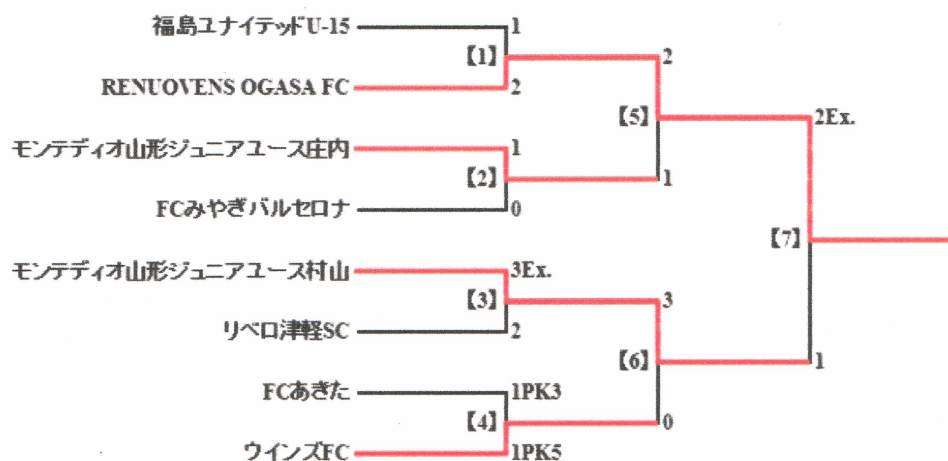 福島ユナイテッドU-15
1
【1】
2
RENUOVENS OGASA FC
2
【5】
2Ex.
モンテディオ山形ジュニアユース庄内
1
【2】
1
FCみやぎバルセロナ
0
【7】
モンテディオ山形ジュニアユース村山
3Ex.
【3】
3
リベロ津軽SC
2
【6】
1
FCあきた
1PK3
【4】
0
ウインズFC
1PK5